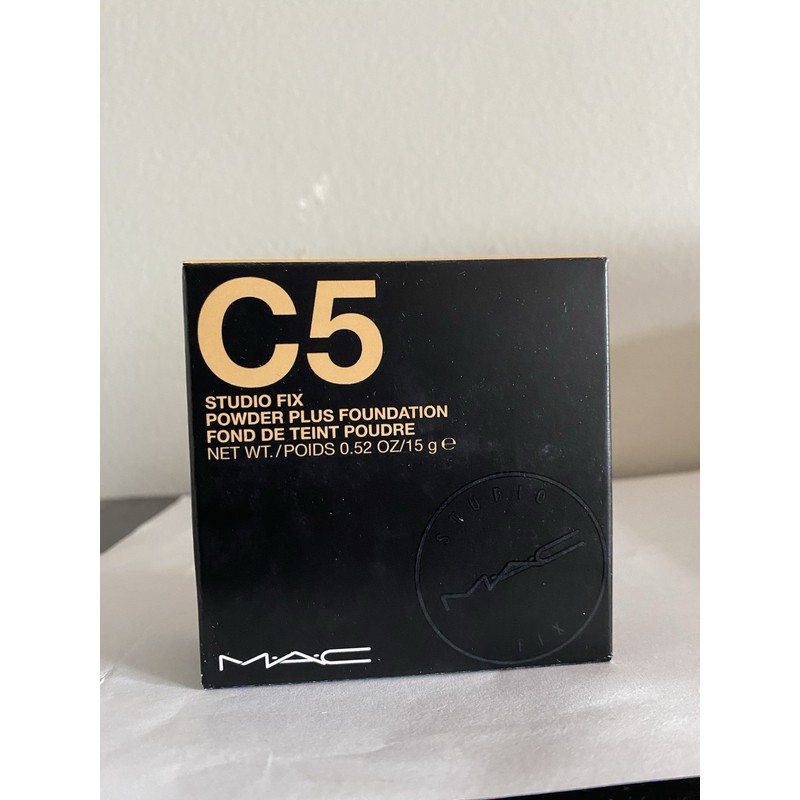 C5
STUDIO FIX
POWDER PLUS FOUNDATION
FOND DE TEINT POUDRE
NET WT./POIDS 0.52 OZ/15 g ℮
STUDIO
M·A·C
FIX
M·A·C